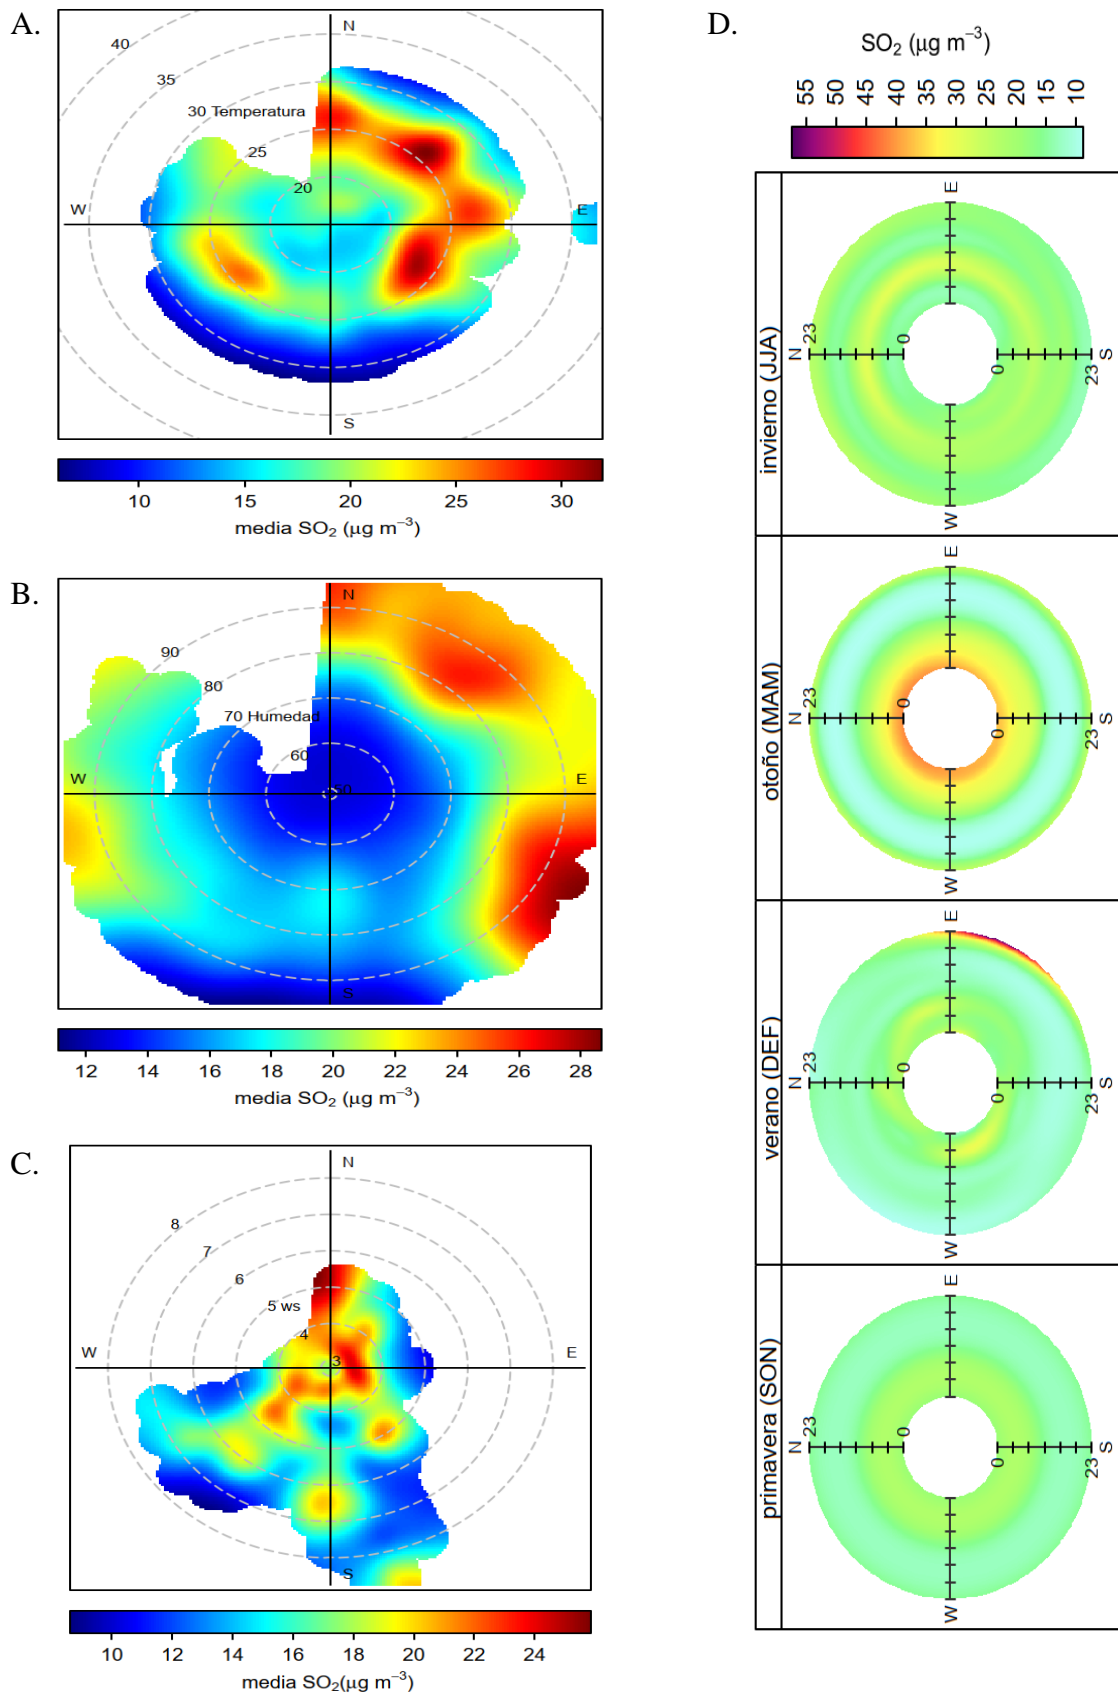 A.
N
40
35
30 Temperatura
25
20
W
E
S
10 15 20 25 30
media SO₂ (µg m⁻³)
B.
N
90
80
70 Humedad
60
50
W
E
S
12 14 16 18 20 22 24 26 28
media SO₂ (µg m⁻³)
C.
N
8
7
6
5 ws
4
3
W
E
S
10 12 14 16 18 20 22 24
media SO₂(µg m⁻³)
D.
SO₂ (µg m⁻³)
55 50 45 40 35 30 25 20 15 10
invierno (JJA)
E
N 23 0 0 23 S
W
otoño (MAM)
E
N 23 0 0 23 S
W
verano (DEF)
E
N 23 0 0 23 S
W
primavera (SON)
E
N 23 0 0 23 S
W